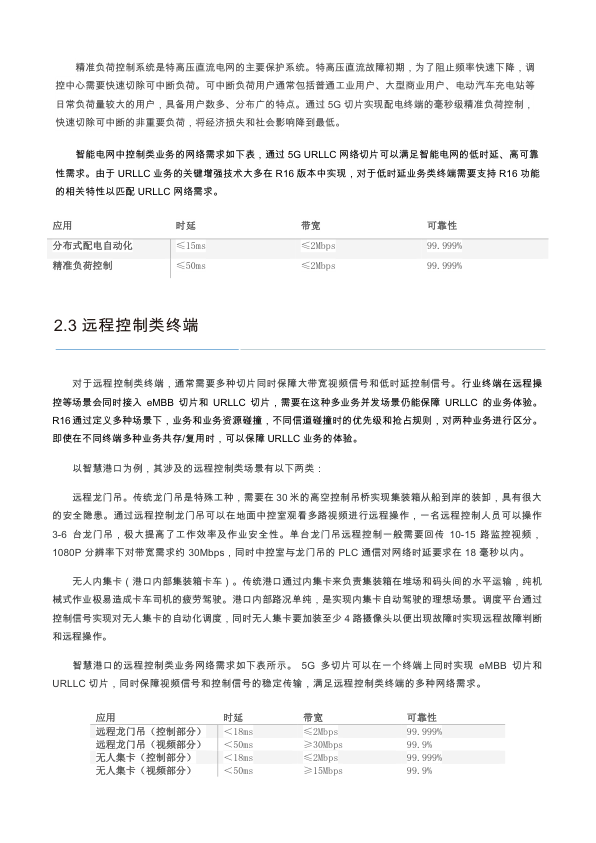 精准负荷控制系统是特高压直流电网的主要保护系统。特高压直流故障初期，为了阻止频率快速下降，调
控中心需要快速切除可中断负荷。可中断负荷用户通常包括普通工业用户、大型商业用户、电动汽车充电站等
日常负荷量较大的用户，具备用户数多、分布广的特点。通过 5G 切片实现配电终端的毫秒级精准负荷控制，
快速切除可中断的非重要负荷，将经济损失和社会影响降到最低。
智能电网中控制类业务的网络需求如下表，通过 5G URLLC 网络切片可以满足智能电网的低时延、高可靠
性需求。由于 URLLC 业务的关键增强技术大多在 R16 版本中实现，对于低时延业务类终端需要支持 R16 功能
的相关特性以匹配 URLLC 网络需求。
应用 时延 带宽 可靠性
分布式配电自动化 ≤15ms ≤2Mbps 99.999%
精准负荷控制 ≤50ms ≤2Mbps 99.999%
2.3 远程控制类终端
对于远程控制类终端，通常需要多种切片同时保障大带宽视频信号和低时延控制信号。行业终端在远程操
控等场景会同时接入 eMBB 切片和 URLLC 切片，需要在这种多业务并发场景仍能保障 URLLC 的业务体验。
R16 通过定义多种场景下，业务和业务资源碰撞，不同信道碰撞时的优先级和抢占规则，对两种业务进行区分。
即使在不同终端多种业务共存/复用时，可以保障 URLLC 业务的体验。
以智慧港口为例，其涉及的远程控制类场景有以下两类：
远程龙门吊。传统龙门吊是特殊工种，需要在 30 米的高空控制吊桥实现集装箱从船到岸的装卸，具有很大
的安全隐患。通过远程控制龙门吊可以在地面中控室观看多路视频进行远程操作，一名远程控制人员可以操作
3-6 台龙门吊，极大提高了工作效率及作业安全性。单台龙门吊远程控制一般需要回传 10-15 路监控视频，
1080P 分辨率下对带宽需求约 30Mbps，同时中控室与龙门吊的 PLC 通信对网络时延要求在 18 毫秒以内。
无人内集卡（港口内部集装箱卡车）。传统港口通过内集卡来负责集装箱在堆场和码头间的水平运输，纯机
械式作业极易造成卡车司机的疲劳驾驶。港口内部路况单纯，是实现内集卡自动驾驶的理想场景。调度平台通过
控制信号实现对无人集卡的自动化调度，同时无人集卡要加装至少 4 路摄像头以便出现故障时实现远程故障判断
和远程操作。
智慧港口的远程控制类业务网络需求如下表所示。 5G 多切片可以在一个终端上同时实现 eMBB 切片和
URLLC 切片，同时保障视频信号和控制信号的稳定传输，满足远程控制类终端的多种网络需求。
应用 时延 带宽 可靠性
远程龙门吊（控制部分） ＜18ms ≤2Mbps 99.999%
远程龙门吊（视频部分） ＜50ms ≥30Mbps 99.9%
无人集卡（控制部分） ＜18ms ≤2Mbps 99.999%
无人集卡（视频部分） ＜50ms ≥15Mbps 99.9%